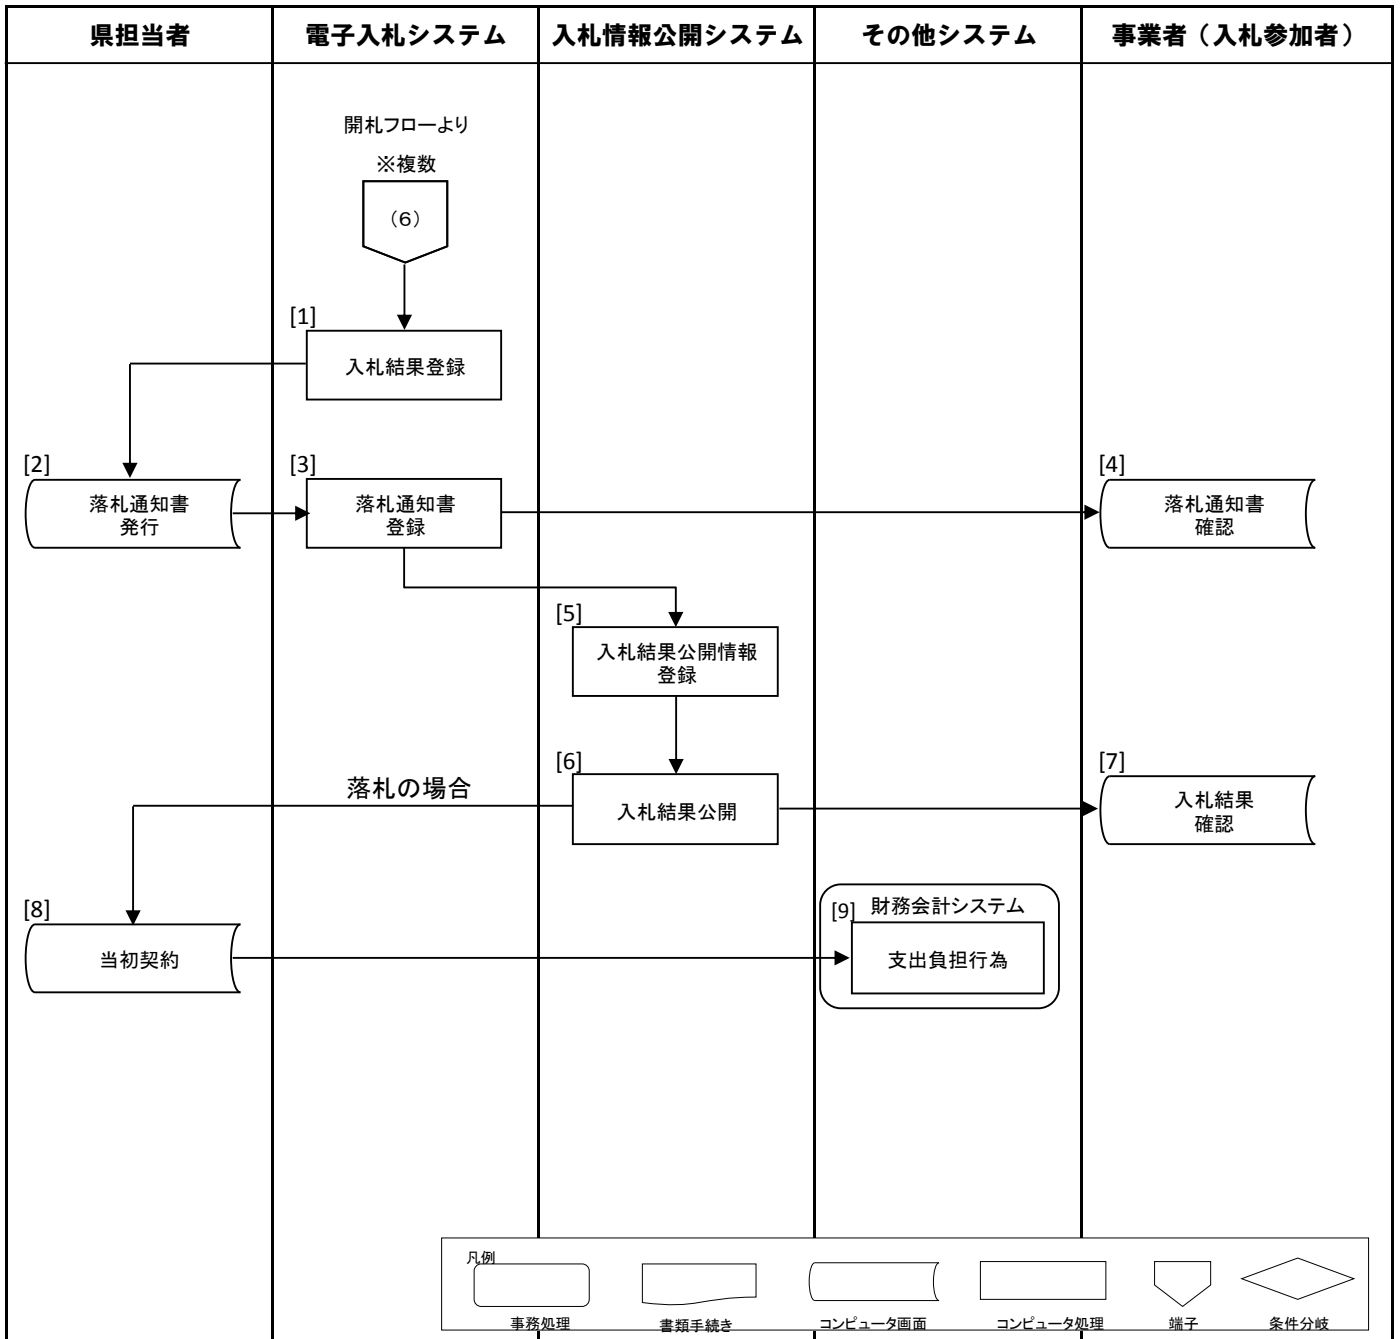 県担当者
電子入札システム
入札情報公開システム
その他システム
事業者（入札参加者）
開札フローより
※複数
（6）
[1]
入札結果登録
[2]
落札通知書
発行
[3]
落札通知書
登録
[4]
落札通知書
確認
[5]
入札結果公開情報
登録
[6]
入札結果公開
落札の場合
[7]
入札結果
確認
[8]
当初契約
[9]
財務会計システム
支出負担行為
凡例
事務処理
書類手続き
コンピュータ画面
コンピュータ処理
端子
条件分岐